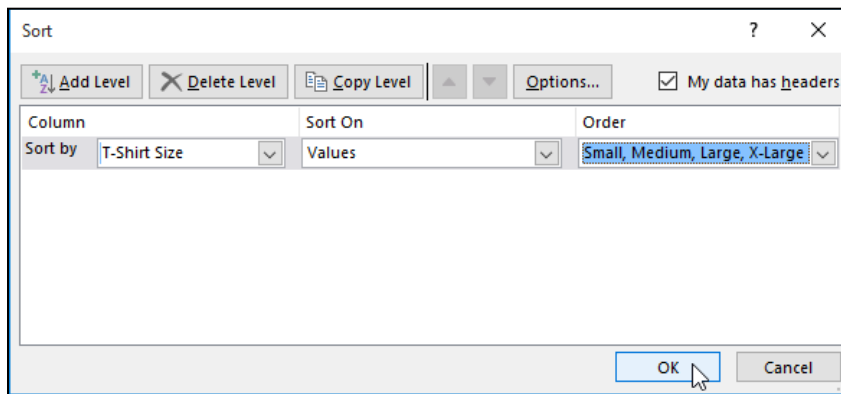 Sort ?
Add Level Delete Level Copy Level Options... My data has headers
Column Sort On Order
Sort by T-Shirt Size Values Small, Medium, Large, X-Large
OK Cancel